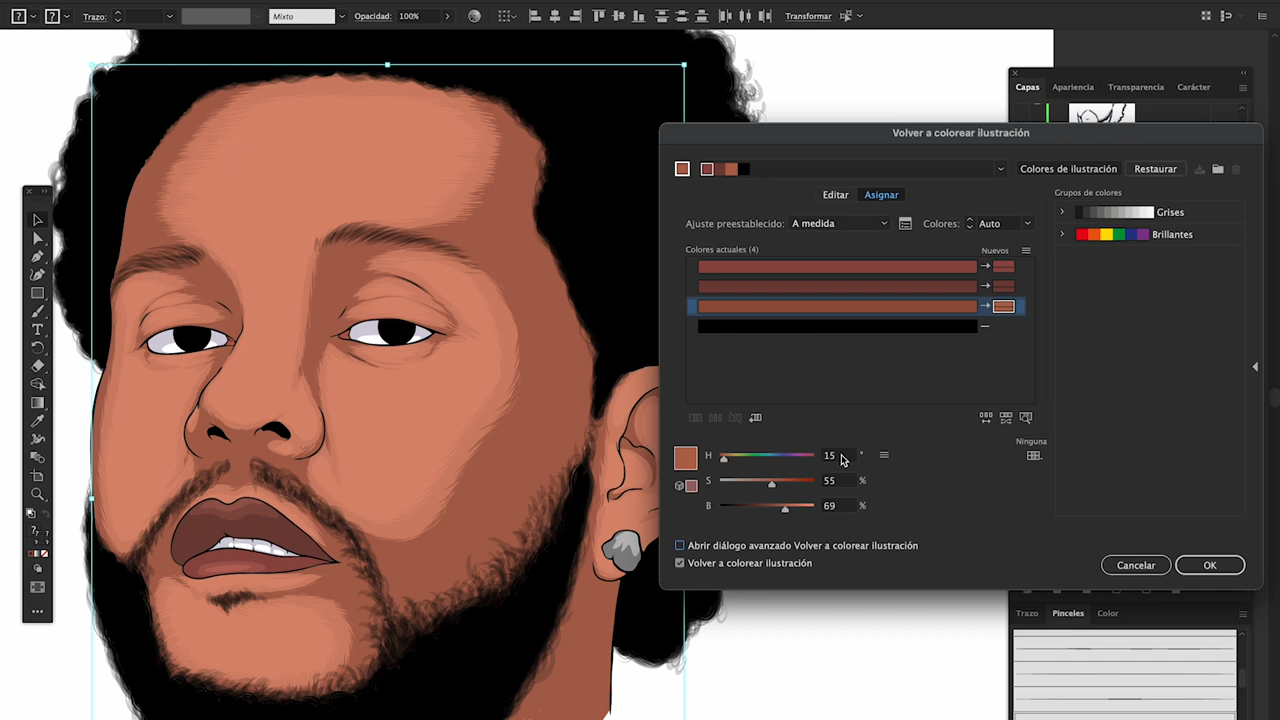 ? ? Trazo: Mixto Opacidad: 100% Transformar
Capas Apariencia Transparencia Carácter
Volver a colorear ilustración
Colores de ilustración Restaurar
Editar Asignar
Grupos de colores
Ajuste preestablecido: A medida Colores: Auto
Grises
Brillantes
Colores actuales (4) Nuevos
Ninguna
H 15 °
S 55 %
B 69 %
Abrir diálogo avanzado Volver a colorear ilustración
Volver a colorear ilustración
Cancelar OK
Trazo Pinceles Color